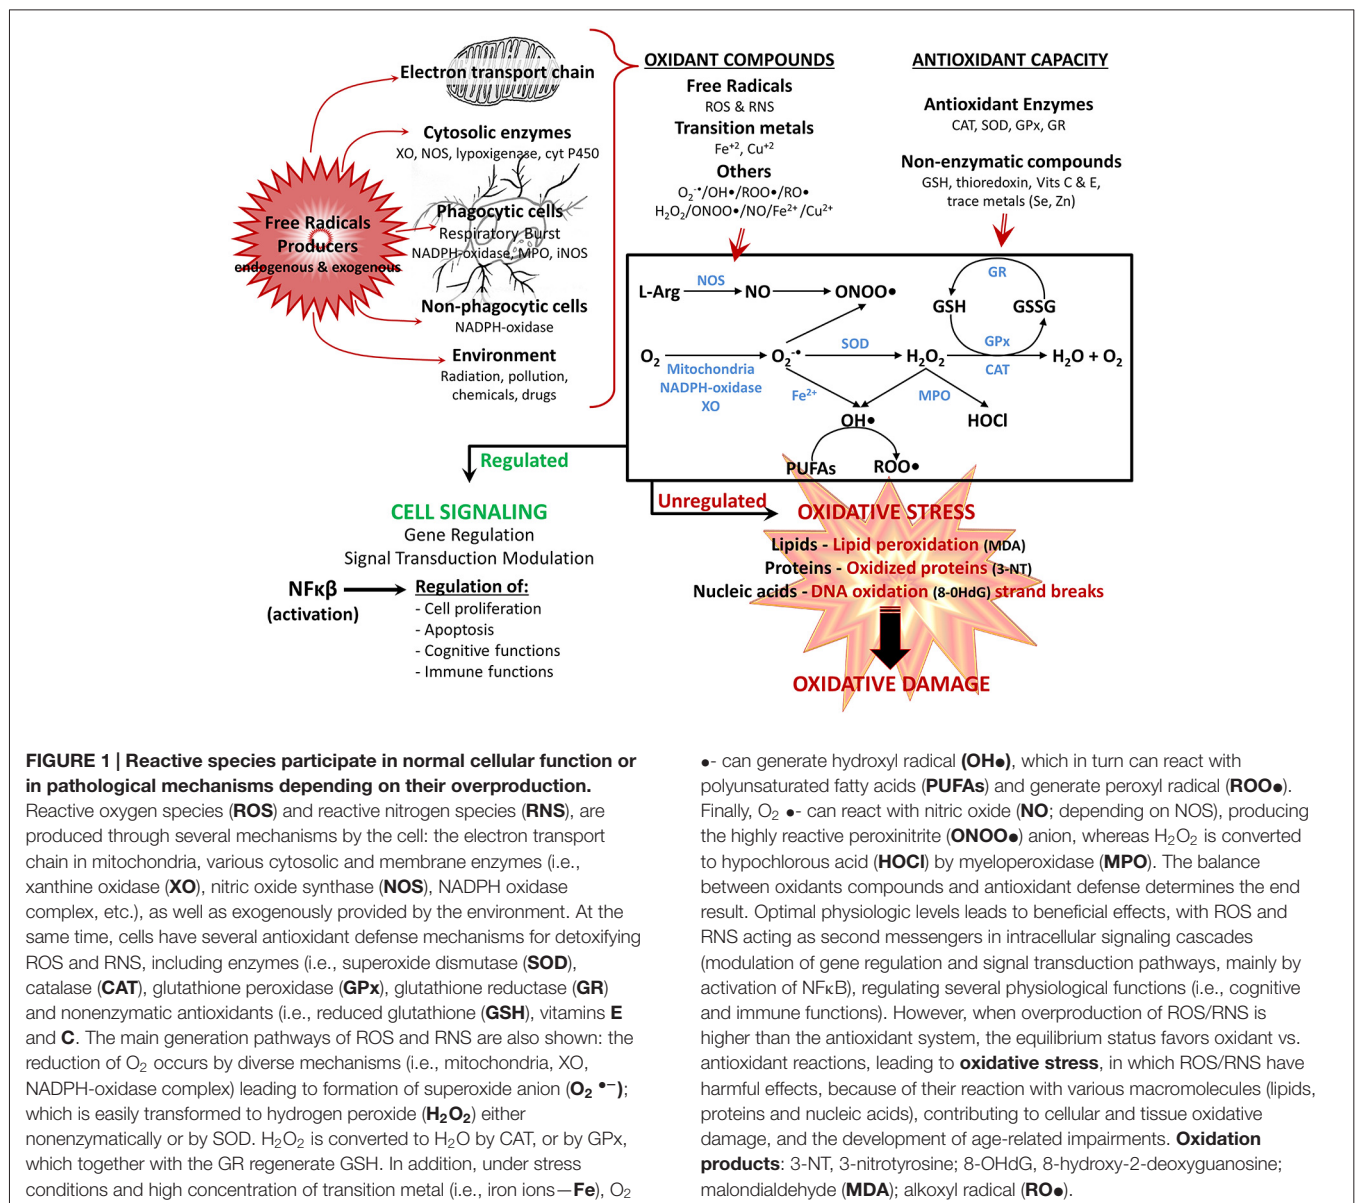 Electron transport chain
Cytosolic enzymes
XO, NOS, lypoxigenase, cyt P450
Free Radicals
Producers
endogenous & exogenous
Phagocytic cells
Respiratory Burst
NADPH-oxidase, MPO, iNOS
Non-phagocytic cells
NADPH-oxidase
Environment
Radiation, pollution,
chemicals, drugs
OXIDANT COMPOUNDS
Free Radicals
ROS & RNS
Transition metals
Fe⁺², Cu⁺²
Others
O₂⁻•/OH●/ROO●/RO●
H₂O₂/ONOO●/NO/Fe²⁺/Cu²⁺
ANTIOXIDANT CAPACITY
Antioxidant Enzymes
CAT, SOD, GPx, GR
Non-enzymatic compounds
GSH, thioredoxin, Vits C & E,
trace metals (Se, Zn)
L-Arg
NOS
NO
ONOO●
GR
GSH
GSSG
GPx
O₂
Mitochondria
NADPH-oxidase
XO
O₂⁻•
SOD
H₂O₂
CAT
H₂O + O₂
Fe²⁺
MPO
OH●
HOCl
PUFAs
ROO●
Regulated
CELL SIGNALING
Gene Regulation
Signal Transduction Modulation
NFκβ
(activation)
Regulation of:
- Cell proliferation
- Apoptosis
- Cognitive functions
- Immune functions
Unregulated
OXIDATIVE STRESS
Lipids - Lipid peroxidation (MDA)
Proteins - Oxidized proteins (3-NT)
Nucleic acids - DNA oxidation (8-0HdG) strand breaks
OXIDATIVE DAMAGE
FIGURE 1 | Reactive species participate in normal cellular function or
in pathological mechanisms depending on their overproduction.
Reactive oxygen species (ROS) and reactive nitrogen species (RNS), are
produced through several mechanisms by the cell: the electron transport
chain in mitochondria, various cytosolic and membrane enzymes (i.e.,
xanthine oxidase (XO), nitric oxide synthase (NOS), NADPH oxidase
complex, etc.), as well as exogenously provided by the environment. At the
same time, cells have several antioxidant defense mechanisms for detoxifying
ROS and RNS, including enzymes (i.e., superoxide dismutase (SOD),
catalase (CAT), glutathione peroxidase (GPx), glutathione reductase (GR)
and nonenzymatic antioxidants (i.e., reduced glutathione (GSH), vitamins E
and C. The main generation pathways of ROS and RNS are also shown: the
reduction of O₂ occurs by diverse mechanisms (i.e., mitochondria, XO,
NADPH-oxidase complex) leading to formation of superoxide anion (O₂ •−);
which is easily transformed to hydrogen peroxide (H₂O₂) either
nonenzymatically or by SOD. H₂O₂ is converted to H₂O by CAT, or by GPx,
which together with the GR regenerate GSH. In addition, under stress
conditions and high concentration of transition metal (i.e., iron ions—Fe), O₂
●- can generate hydroxyl radical (OH●), which in turn can react with
polyunsaturated fatty acids (PUFAs) and generate peroxyl radical (ROO●).
Finally, O₂ ●- can react with nitric oxide (NO; depending on NOS), producing
the highly reactive peroxinitrite (ONOO●) anion, whereas H₂O₂ is converted
to hypochlorous acid (HOCl) by myeloperoxidase (MPO). The balance
between oxidants compounds and antioxidant defense determines the end
result. Optimal physiologic levels leads to beneficial effects, with ROS and
RNS acting as second messengers in intracellular signaling cascades
(modulation of gene regulation and signal transduction pathways, mainly by
activation of NFκB), regulating several physiological functions (i.e., cognitive
and immune functions). However, when overproduction of ROS/RNS is
higher than the antioxidant system, the equilibrium status favors oxidant vs.
antioxidant reactions, leading to oxidative stress, in which ROS/RNS have
harmful effects, because of their reaction with various macromolecules (lipids,
proteins and nucleic acids), contributing to cellular and tissue oxidative
damage, and the development of age-related impairments. Oxidation
products: 3-NT, 3-nitrotyrosine; 8-OHdG, 8-hydroxy-2-deoxyguanosine;
malondialdehyde (MDA); alkoxyl radical (RO●).